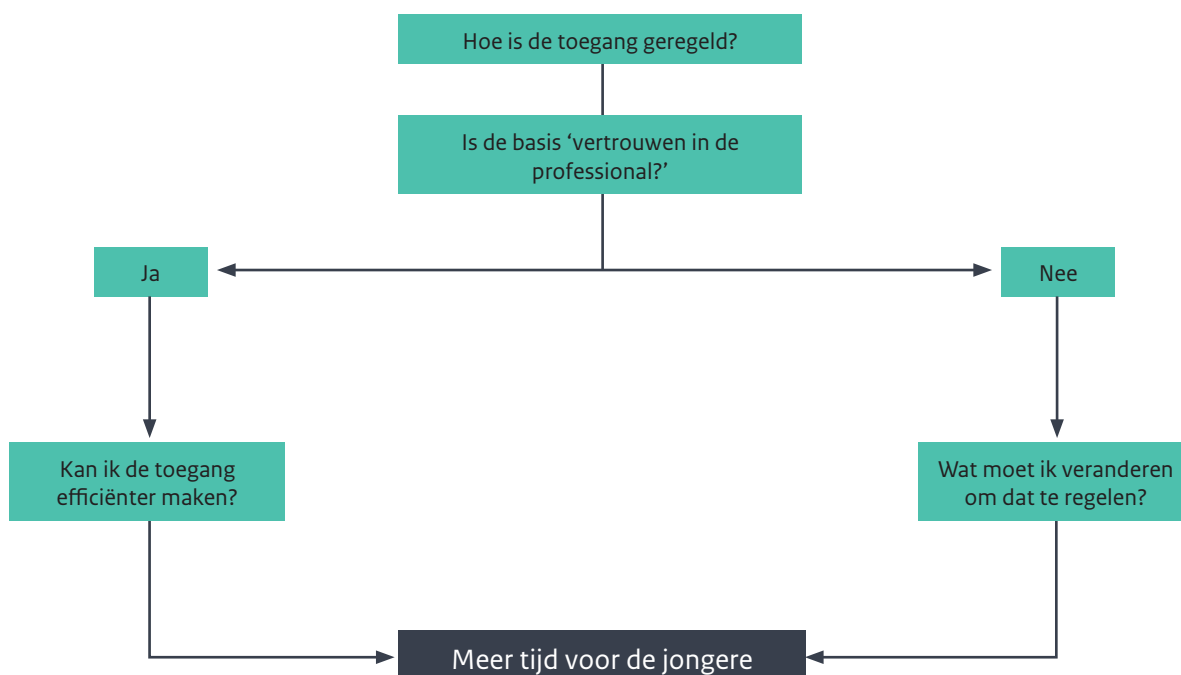 Hoe is de toegang geregeld?
Is de basis ‘vertrouwen in de
professional?’
Ja
Nee
Kan ik de toegang
efficiënter maken?
Wat moet ik veranderen
om dat te regelen?
Meer tijd voor de jongere